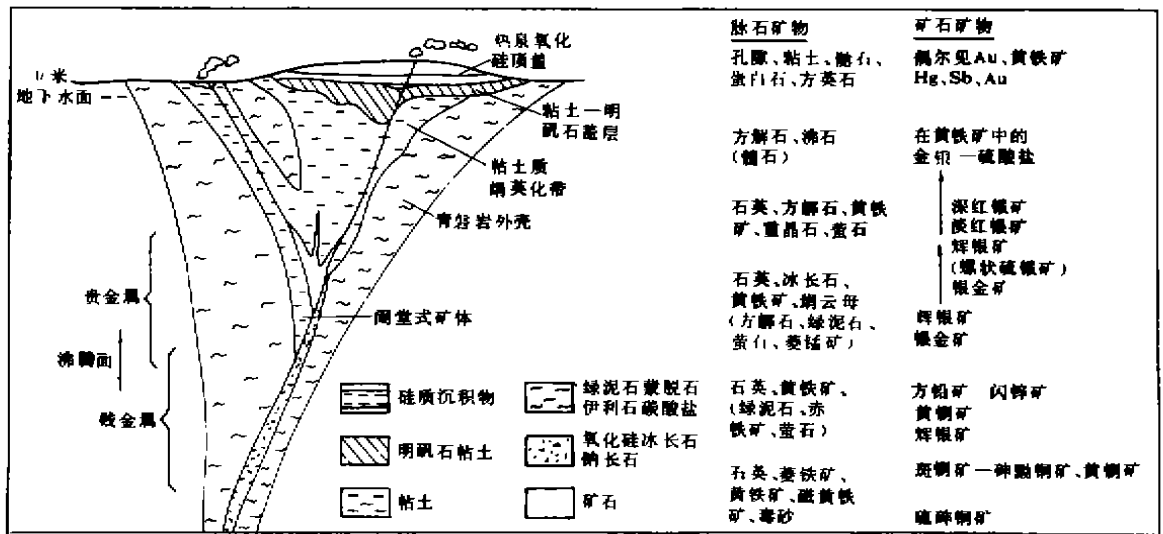 热泉氧化
硅顶盖
0米
地下水面
粘土—明
矾石盖层
粘土质
绢英化带
青磐岩外壳
贵金属
沸腾面
贱金属
阁堂式矿体
硅质沉积物
明矾石粘土
粘土
绿泥石蒙脱石
伊利石碳酸盐
氧化硅冰长石
钠长石
矿石
脉石矿物
孔隙、粘土、
蛋白石、方英石
方解石、沸石
(髓石)
石英、方解石、黄铁
矿、重晶石、萤石
石英、冰长石、
黄铁矿、绢云母
(方解石、绿泥石、
萤石、菱锰矿)
石英、黄铁矿、
(绿泥石、赤
铁矿、萤石)
石英、菱铁矿、
黄铁矿、磁黄铁
矿、毒砂
矿石矿物
偶尔见Au、黄铁矿
Hg、Sb、Au
在黄铁矿中的
金银—硫酸盐
深红银矿
淡红银矿
辉银矿
(螺状硫银矿)
银金矿
辉银矿
银金矿
方铅矿 闪锌矿
黄铜矿
辉银矿
斑铜矿—砷黝铜矿、黄铜矿
硫砷铜矿